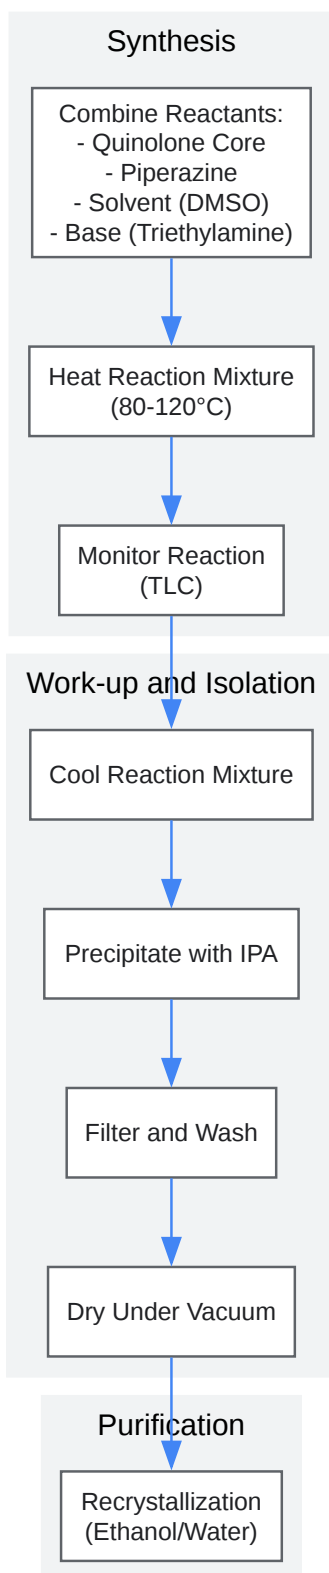 Synthesis
Combine Reactants:
- Quinolone Core
- Piperazine
- Solvent (DMSO)
- Base (Triethylamine)
Heat Reaction Mixture
(80-120°C)
Monitor Reaction
(TLC)
Work-up and Isolation
Cool Reaction Mixture
Precipitate with IPA
Filter and Wash
Dry Under Vacuum
Purification
Recrystallization
(Ethanol/Water)